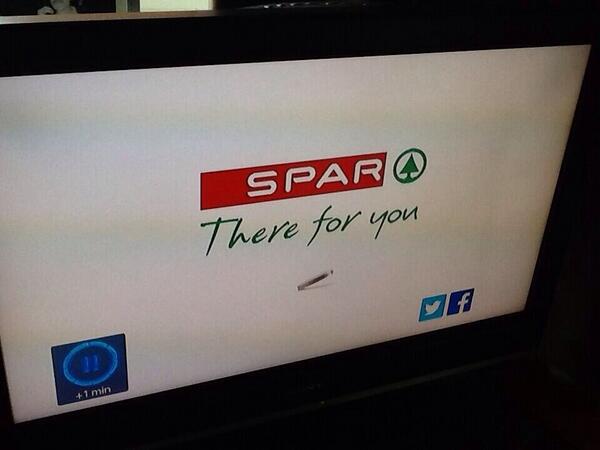 SPAR
There for you
+1 min